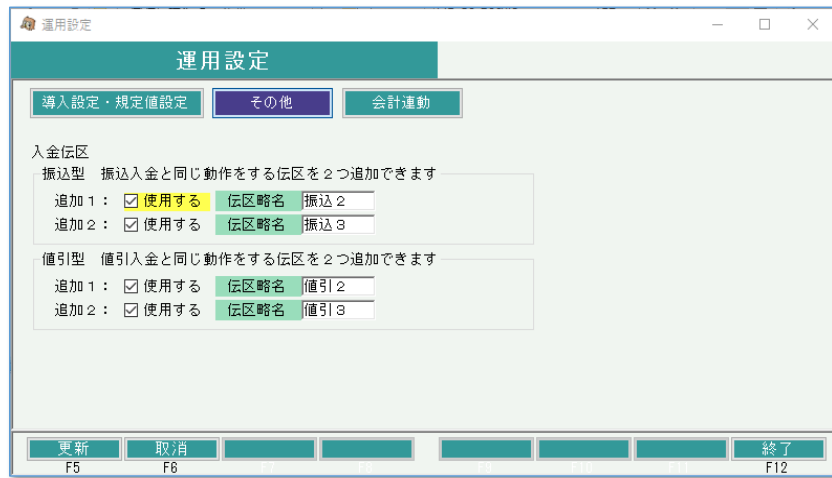 運用設定
運用設定
導入設定・規定値設定 その他 会計連動
入金伝区
振込型 振込入金と同じ動作をする伝区を２つ追加できます
追加１： 使用する 伝区略名 振込２
追加２： 使用する 伝区略名 振込３
値引型 値引入金と同じ動作をする伝区を２つ追加できます
追加１： 使用する 伝区略名 値引２
追加２： 使用する 伝区略名 値引３
更新 取消 終了
F5 F6 F7 F8 F9 F10 F11 F12